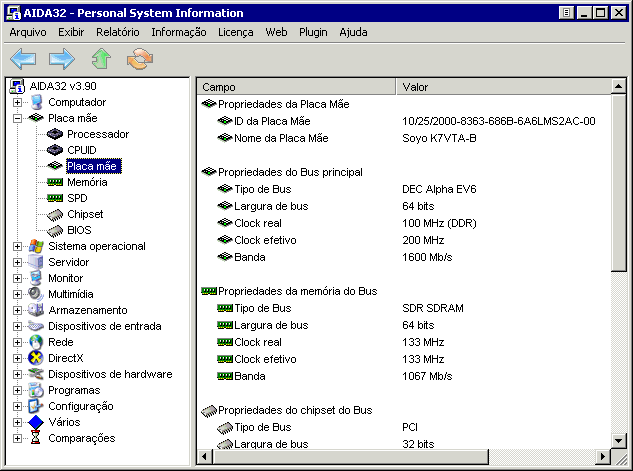 AIDA32 - Personal System Information
Arquivo Exibir Relatório Informação Licença Web Plugin Ajuda
AIDA32 v3.90
Computador
Placa mãe
Processador
CPUID
Placa mãe
Memória
SPD
Chipset
BIOS
Sistema operacional
Servidor
Monitor
Multimídia
Armazenamento
Dispositivos de entrada
Rede
DirectX
Dispositivos de hardware
Programas
Configuração
Vários
Comparações
Campo Valor
Propriedades da Placa Mãe
ID da Placa Mãe 10/25/2000-8363-686B-6A6LMS2AC-00
Nome da Placa Mãe Soyo K7VTA-B
Propriedades do Bus principal
Tipo de Bus DEC Alpha EV6
Largura de bus 64 bits
Clock real 100 MHz (DDR)
Clock efetivo 200 MHz
Banda 1600 Mb/s
Propriedades da memória do Bus
Tipo de Bus SDR SDRAM
Largura de bus 64 bits
Clock real 133 MHz
Clock efetivo 133 MHz
Banda 1067 Mb/s
Propriedades do chipset do Bus
Tipo de Bus PCI
Largura de bus 32 bits